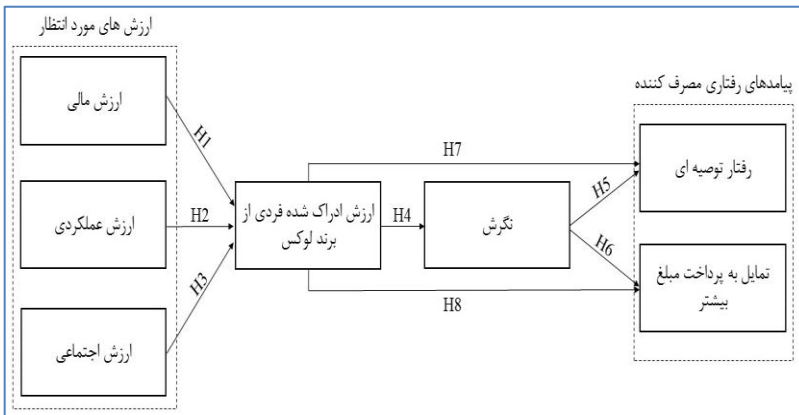 ارزش های مورد انتظار
ارزش مالی
ارزش عملکردی
ارزش اجتماعی
H1
H2
H3
ارزش ادراک شده فردی از
برند لوکس
H4
نگرش
H7
H5
H6
H8
پیامدهای رفتاری مصرف کننده
رفتار توصیه ای
تمایل به پرداخت مبلغ
بیشتر